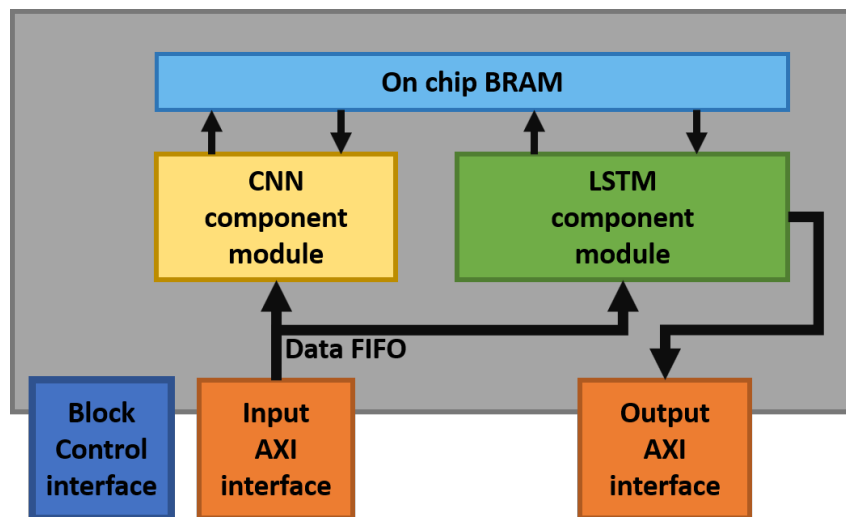 On chip BRAM
CNN
component
module
LSTM
component
module
Data FIFO
Block
Control
interface
Input
AXI
interface
Output
AXI
interface